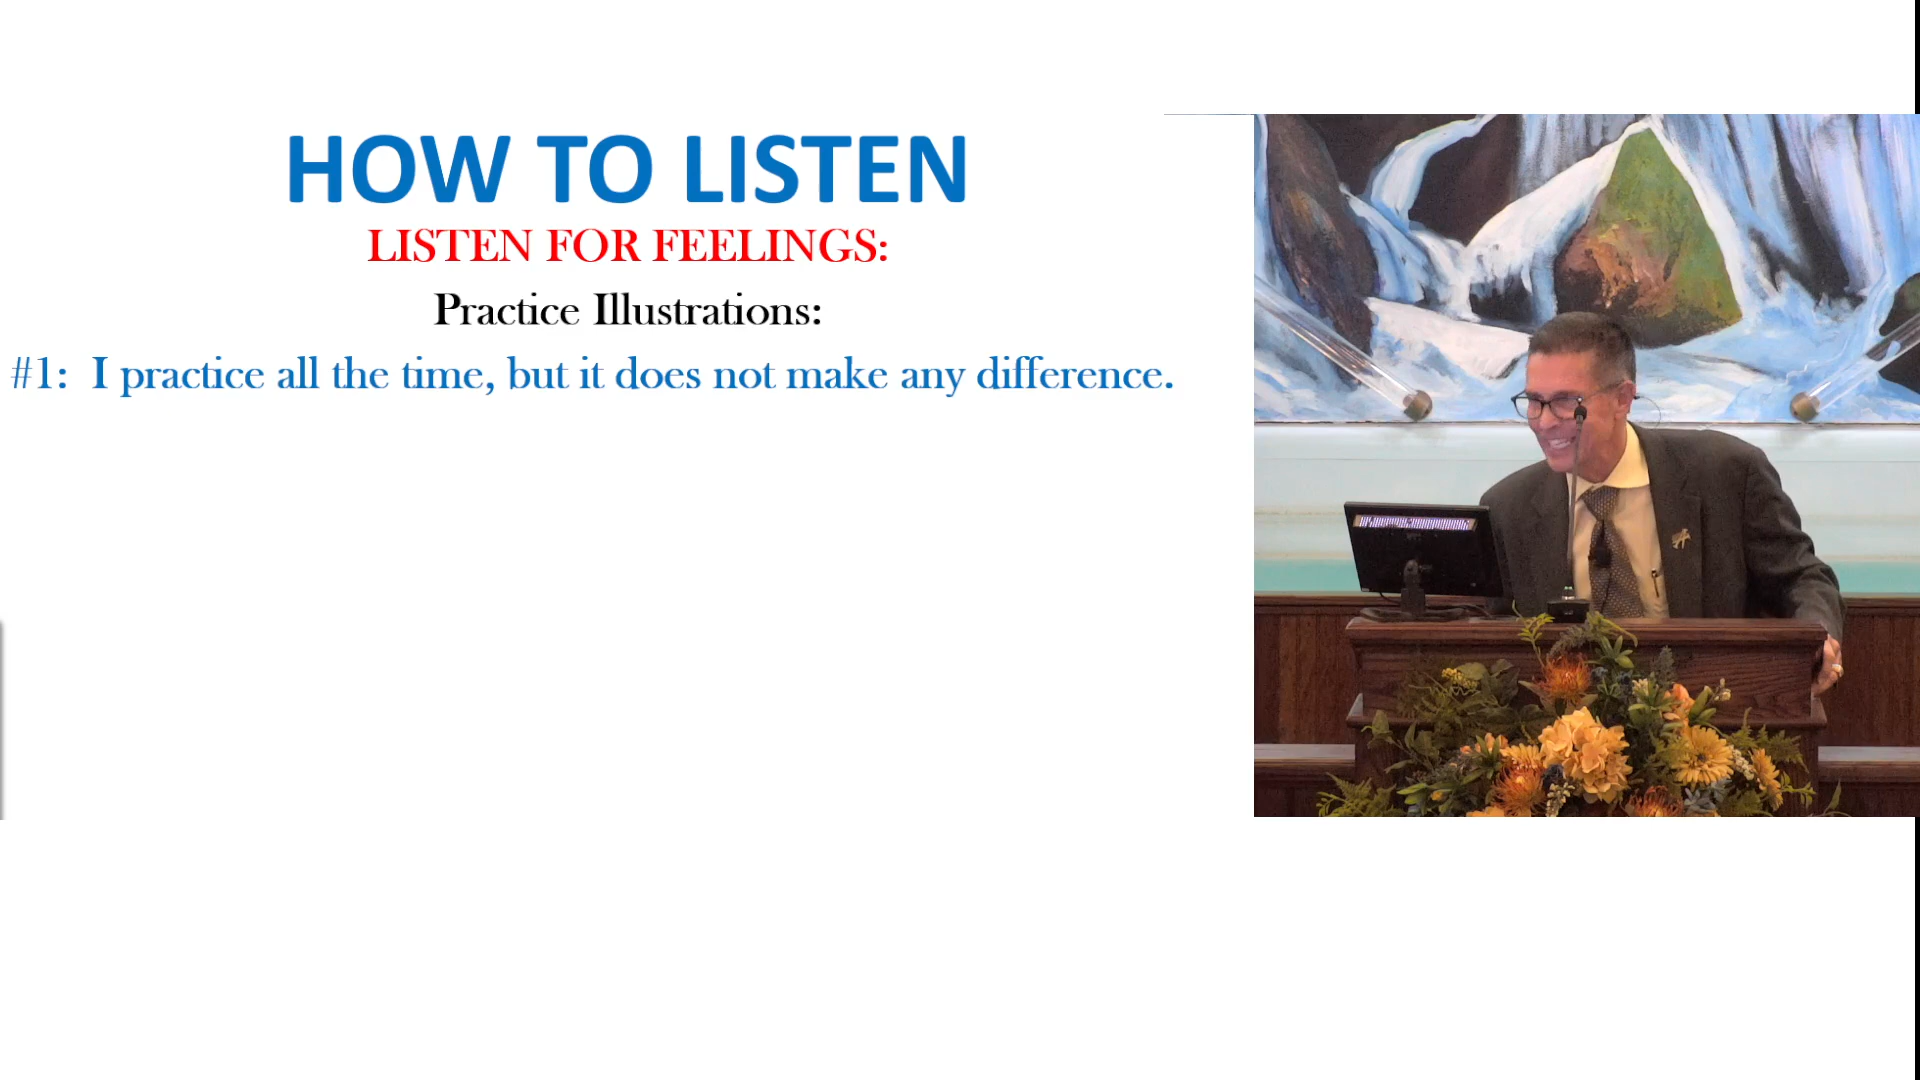 HOW TO LISTEN
LISTEN FOR FEELINGS:
Practice Illustrations:
#1: I practice all the time, but it does not make any difference.